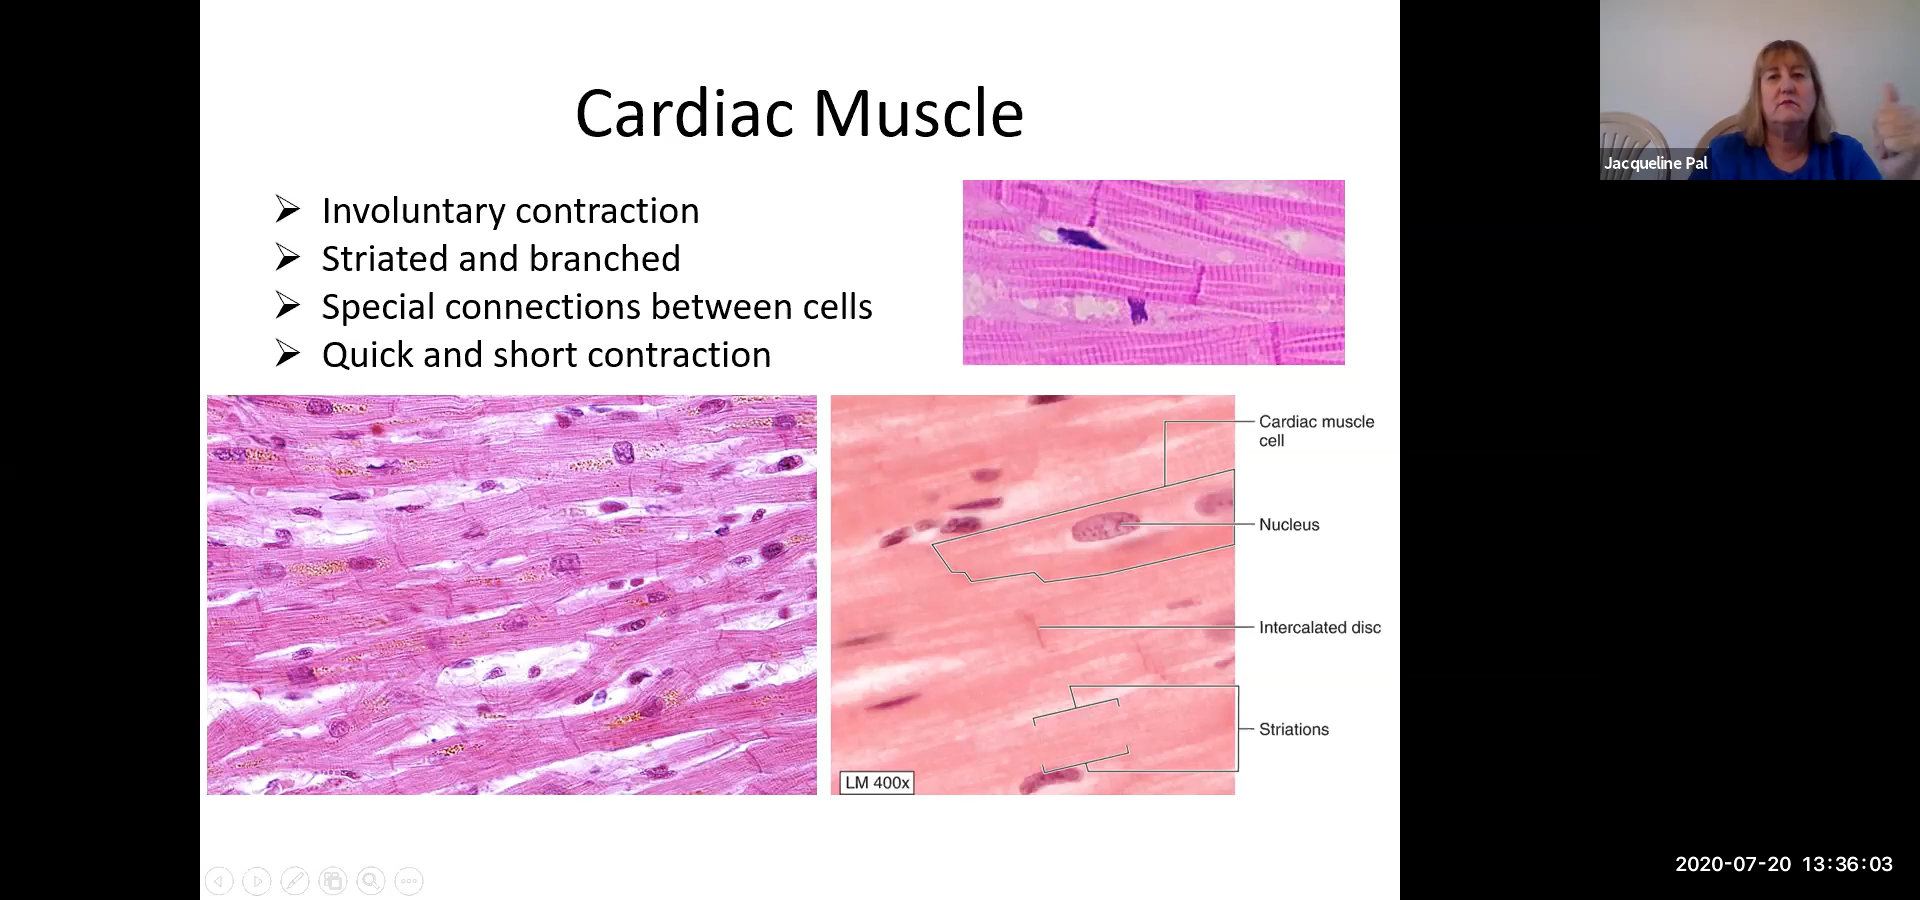 Cardiac Muscle
Involuntary contraction
Striated and branched
Special connections between cells
Quick and short contraction
Cardiac muscle
cell
Nucleus
Intercalated disc
Striations
LM 400x
Jacqueline Pal
2020-07-20 13:36:03